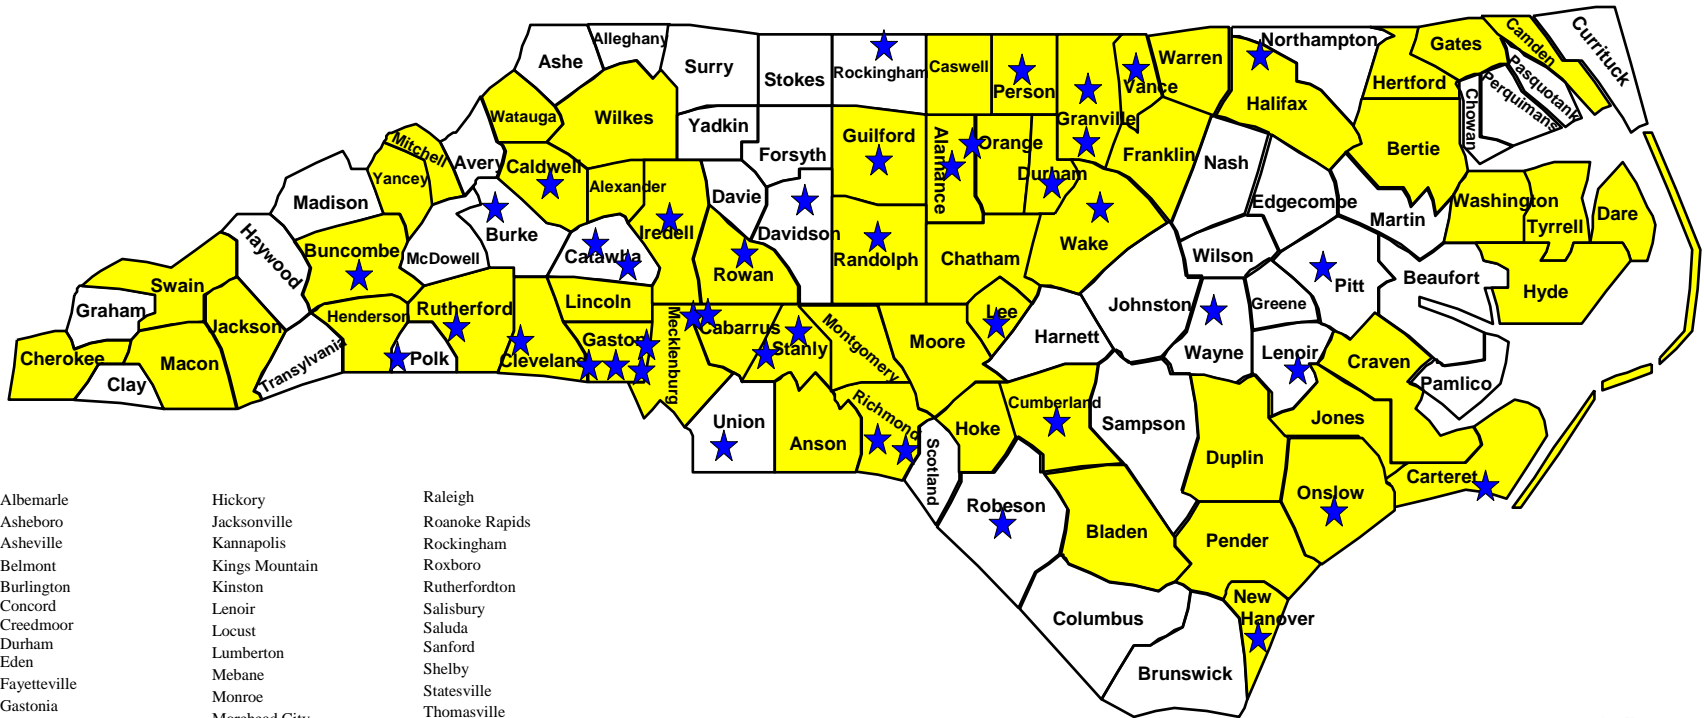 Ashe
Alleghany
Surry
Stokes
Rockingham
Caswell
Person
Granville
Vance
Warren
Northampton
Gates
Camden
Currituck
Hertford
Pasquotank
Perquimans
Chowan
Halifax
Watauga
Wilkes
Yadkin
Forsyth
Guilford
Alamance
Orange
Durham
Franklin
Nash
Bertie
Mitchell
Avery
Caldwell
Yancey
Alexander
Davie
Edgecombe
Martin
Washington
Tyrrell
Dare
Madison
Burke
Iredell
Davidson
Randolph
Chatham
Wake
Haywood
Buncombe
McDowell
Catawba
Rowan
Wilson
Pitt
Beaufort
Hyde
Swain
Graham
Jackson
Henderson
Rutherford
Lincoln
Mecklenburg
Cabarrus
Stanly
Montgomery
Moore
Lee
Harnett
Johnston
Greene
Wayne
Lenoir
Craven
Pamlico
Cherokee
Macon
Clay
Transylvania
Polk
Cleveland
Gaston
Union
Anson
Richmond
Scotland
Hoke
Cumberland
Sampson
Jones
Duplin
Onslow
Carteret
Robeson
Bladen
Pender
Columbus
New
Hanover
Brunswick
Albemarle
Asheboro
Asheville
Belmont
Burlington
Concord
Creedmoor
Durham
Eden
Fayetteville
Gastonia
Hickory
Jacksonville
Kannapolis
Kings Mountain
Kinston
Lenoir
Locust
Lumberton
Mebane
Monroe
Morehead City
Raleigh
Roanoke Rapids
Rockingham
Roxboro
Rutherfordton
Salisbury
Saluda
Sanford
Shelby
Statesville
Thomasville